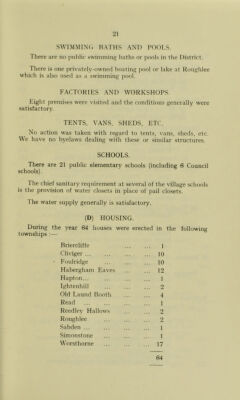 21
SWIMMING BATHS AND POOLS.
There are no public swimming baths or pools in the District.
There is one privately-owned boating pool or lake at Roughlee
which is also used as a swimming pool.
FACTORIES AND WORKSHOPS.
Eight premises were visited and the conditions generally were
satisfactory.
TENTS, VANS, SHEDS, ETC.
No action was taken with regard to tents, vans, sheds, etc.
We have no byelaws dealing with these or similar structures.
SCHOOLS.
There are 21 public elementary schools (including 6 Council
schools).
The chief sanitary requirement at several of the village schools
is the provision of water closets in place of pail closets.
The water supply generally is satisfactory.
(D) HOUSING.
During the year 64 houses were erected in the following
townships :—
Briercliffe ... ... 1
Cliviger ... ... ... 10
Foulridge ... ... 10
Habergham Eaves ... ... 12
Hapton... ... ... 1
Ightenhill ... ... 2
Old Laund Booth ... ... 4
Read ... ... ... 1
Reedley Hallows ... ... 2
Roughlee ... ... 2
Sabden ... ... ... 1
Simonstone ... ... 1
Worsthorne ... ... 17
64